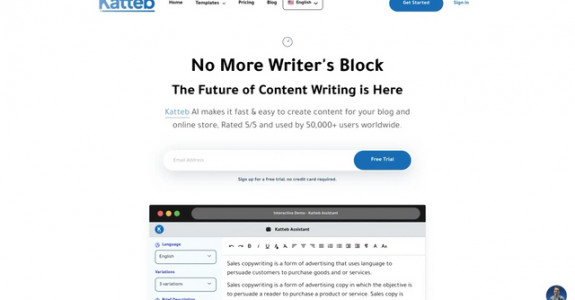 Katteb
Home Templates Pricing Blog English Get Started Sign in
No More Writer's Block
The Future of Content Writing is Here
Katteb AI makes it fast & easy to create content for your blog and
online store. Rated 5/5 and used by 50,000+ users worldwide.
Email Address Free Trial
Sign up for a free trial, no credit card required.
Interactive Demo - Katteb Assistant
K Katteb Assistant
Language
English
Variations
3 variations
Brief Description
Sales copywriting is a form of advertising that uses language to
persuade customers to purchase goods and or services.
Sales copywriting is a form of advertising copy in which the objective is
to persuade a reader to purchase a product or service. Sales copy is